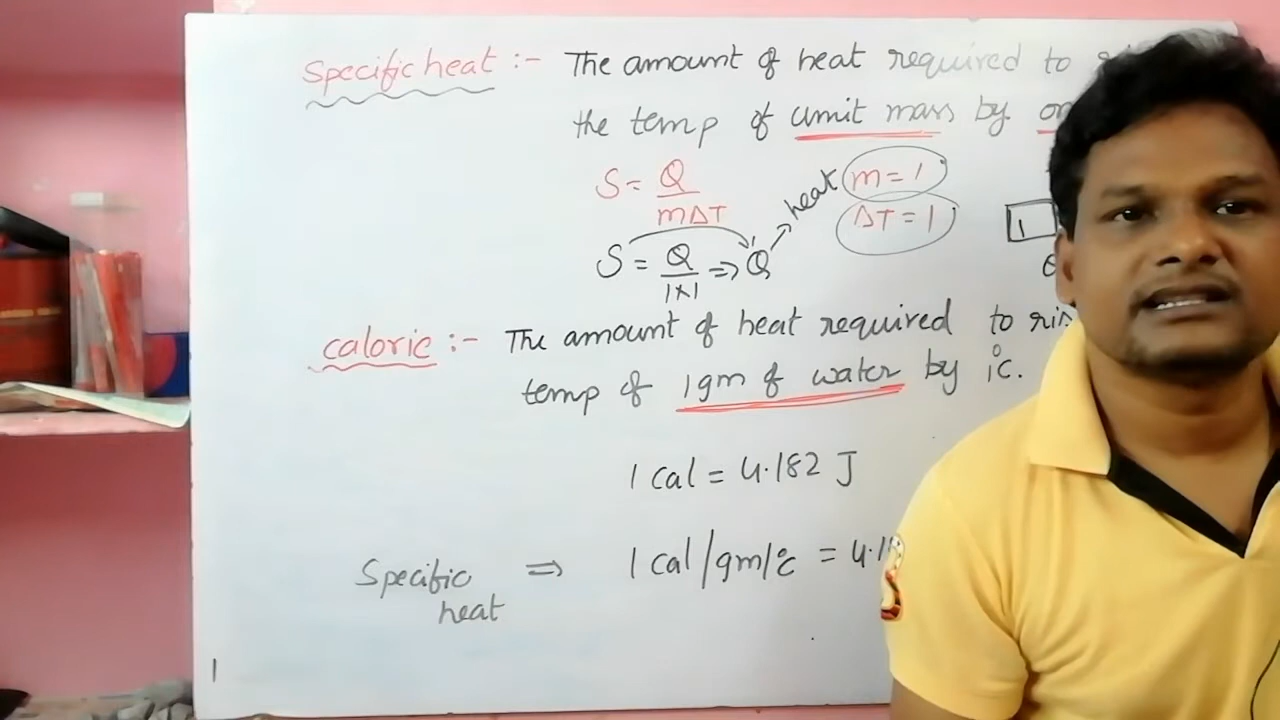 Specific heat :- The amount of heat required to
the temp of unit mass by
S = Q / mΔT
heat
m = 1
ΔT = 1
1
S = Q / 1×1 ⇒ Q
calorie :- The amount of heat required to
temp of 1gm of water by 1°c.
1 cal = 4.182 J
Specific heat ⇒ 1 cal/gm/°c =